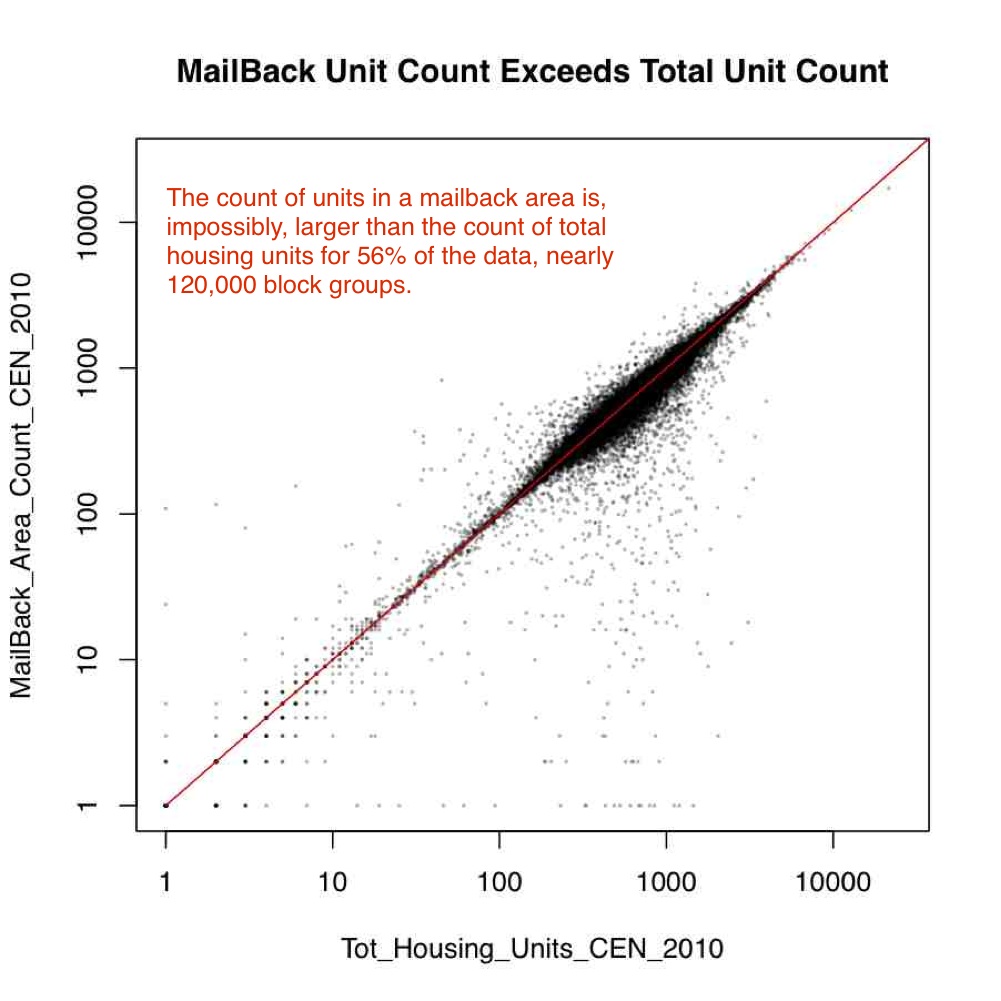 MailBack Unit Count Exceeds Total Unit Count
The count of units in a mailback area is,
impossibly, larger than the count of total
housing units for 56% of the data, nearly
120,000 block groups.
MailBack_Area_Count_CEN_2010
10000
1000
100
10
1
1 10 100 1000 10000
Tot_Housing_Units_CEN_2010